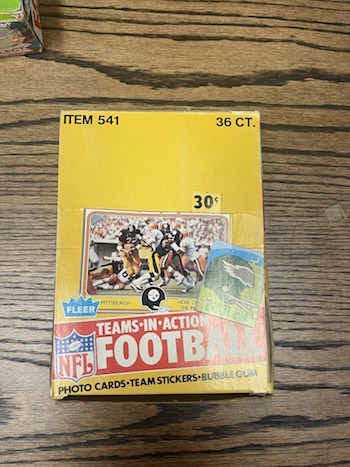 ITEM 541
36 CT.
30¢
PITTSBURGH
FLEER
TEAMS·IN·ACTION
NFL
FOOTBALL
PHOTO CARDS•TEAM STICKERS•BUBBLE GUM